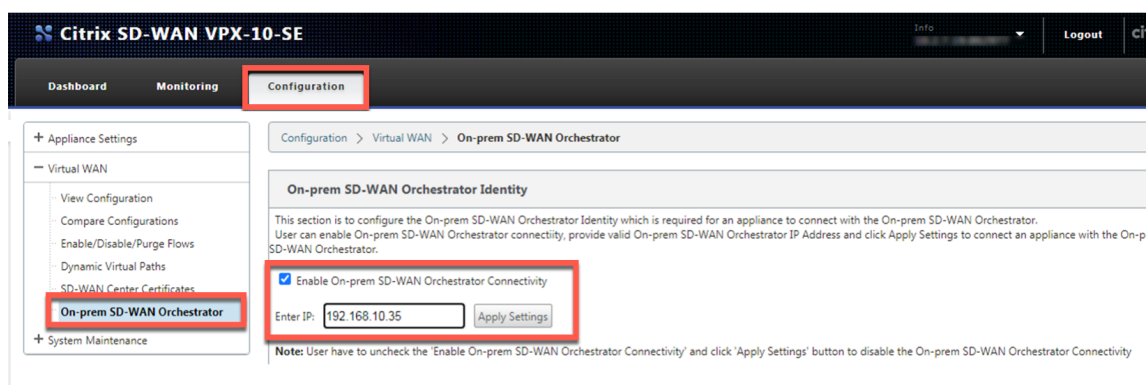 Citrix SD-WAN VPX-10-SE
Info
Logout
Dashboard
Monitoring
Configuration
+ Appliance Settings
− Virtual WAN
View Configuration
Compare Configurations
Enable/Disable/Purge Flows
Dynamic Virtual Paths
SD-WAN Center Certificates
On-prem SD-WAN Orchestrator
+ System Maintenance
Configuration > Virtual WAN > On-prem SD-WAN Orchestrator
On-prem SD-WAN Orchestrator Identity
This section is to configure the On-prem SD-WAN Orchestrator Identity which is required for an appliance to connect with the On-prem SD-WAN Orchestrator.
User can enable On-prem SD-WAN Orchestrator connectiity, provide valid On-prem SD-WAN Orchestrator IP Address and click Apply Settings to connect an appliance with the On-p
SD-WAN Orchestrator.
Enable On-prem SD-WAN Orchestrator Connectivity
Enter IP: 192.168.10.35 Apply Settings
Note: User have to uncheck the 'Enable On-prem SD-WAN Orchestrator Connectivity' and click 'Apply Settings' button to disable the On-prem SD-WAN Orchestrator Connectivity